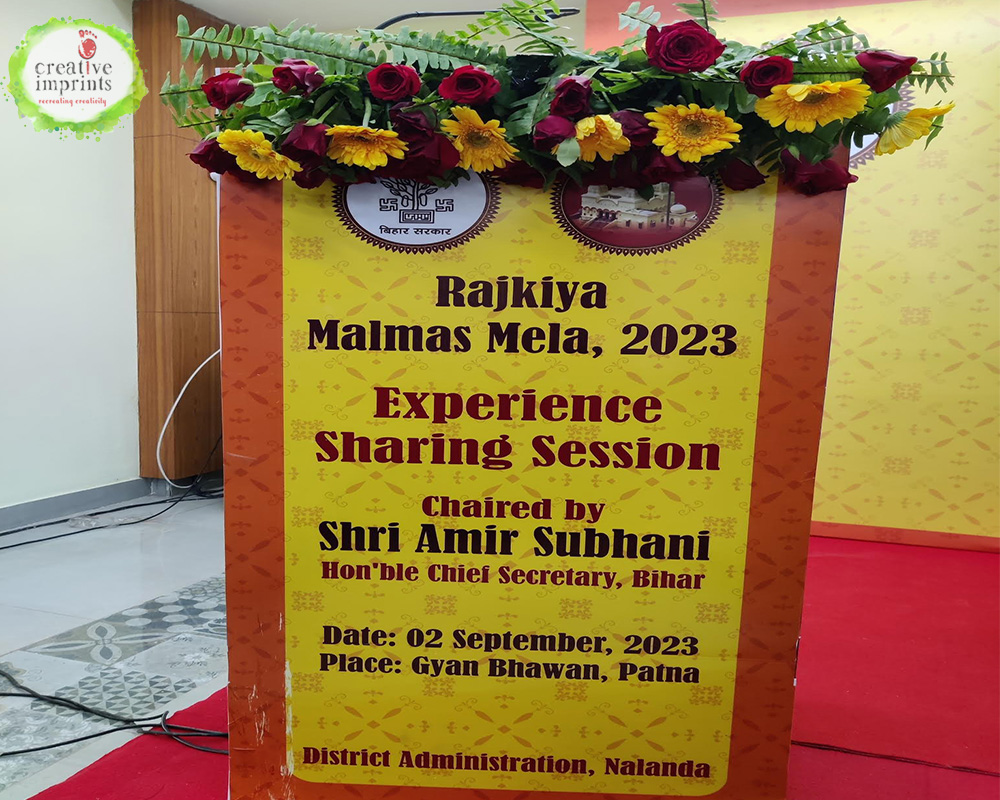 creative
imprints
recreating creativity
बिहार सरकार
Rajkiya
Malmas Mela, 2023
Experience
Sharing Session
Chaired by
Shri Amir Subhani
Hon'ble Chief Secretary, Bihar
Date: 02 September, 2023
Place: Gyan Bhawan, Patna
District Administration, Nalanda